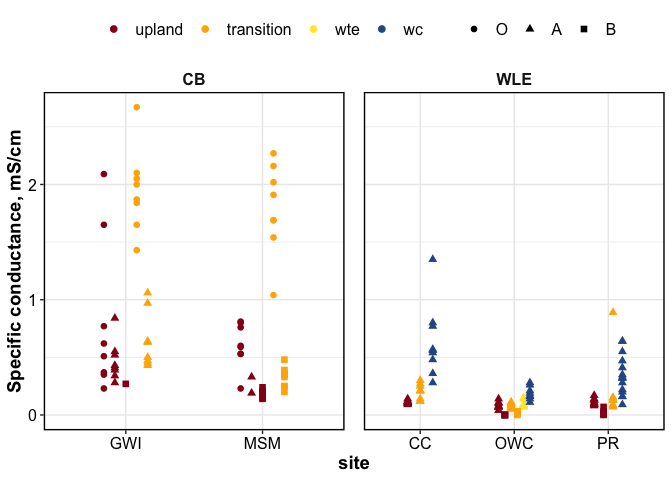 upland transition wte wc O A B
CB WLE
Specific conductance, mS/cm
2
1
0
GWI MSM CC OWC PR
site